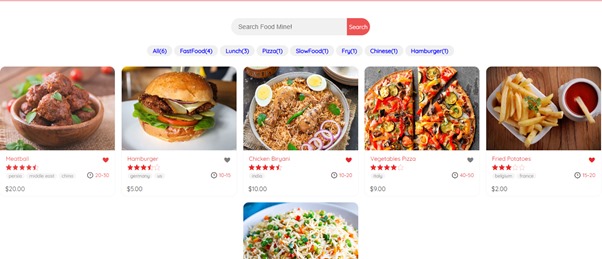 Search Food Mine! Search
All(6) FastFood(4) Lunch(3) Pizza(1) SlowFood(1) Fry(1) Chinese(1) Hamburger(1)
Meatball Hamburger Chicken Biryani Vegetables Pizza Fried Potatoes
persia middle east china 20-30 germany us 10-15 india 10-20 italy 40-50 belgium france 15-20
$20.00 $5.00 $10.00 $9.00 $2.00